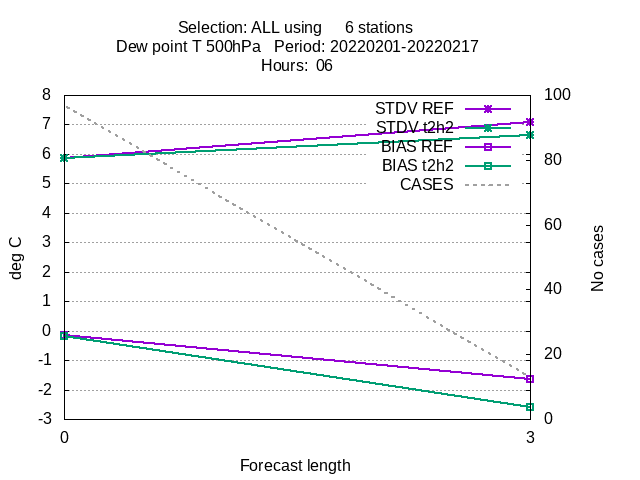 Selection: ALL using     6 stations
Dew point T 500hPa   Period: 20220201-20220217
Hours:  06
8
7
6
5
4
3
2
1
0
-1
-2
-3
deg C
STDV REF
STDV t2h2
BIAS REF
BIAS t2h2
CASES
100
80
60
40
20
0
No cases
0
3
Forecast length